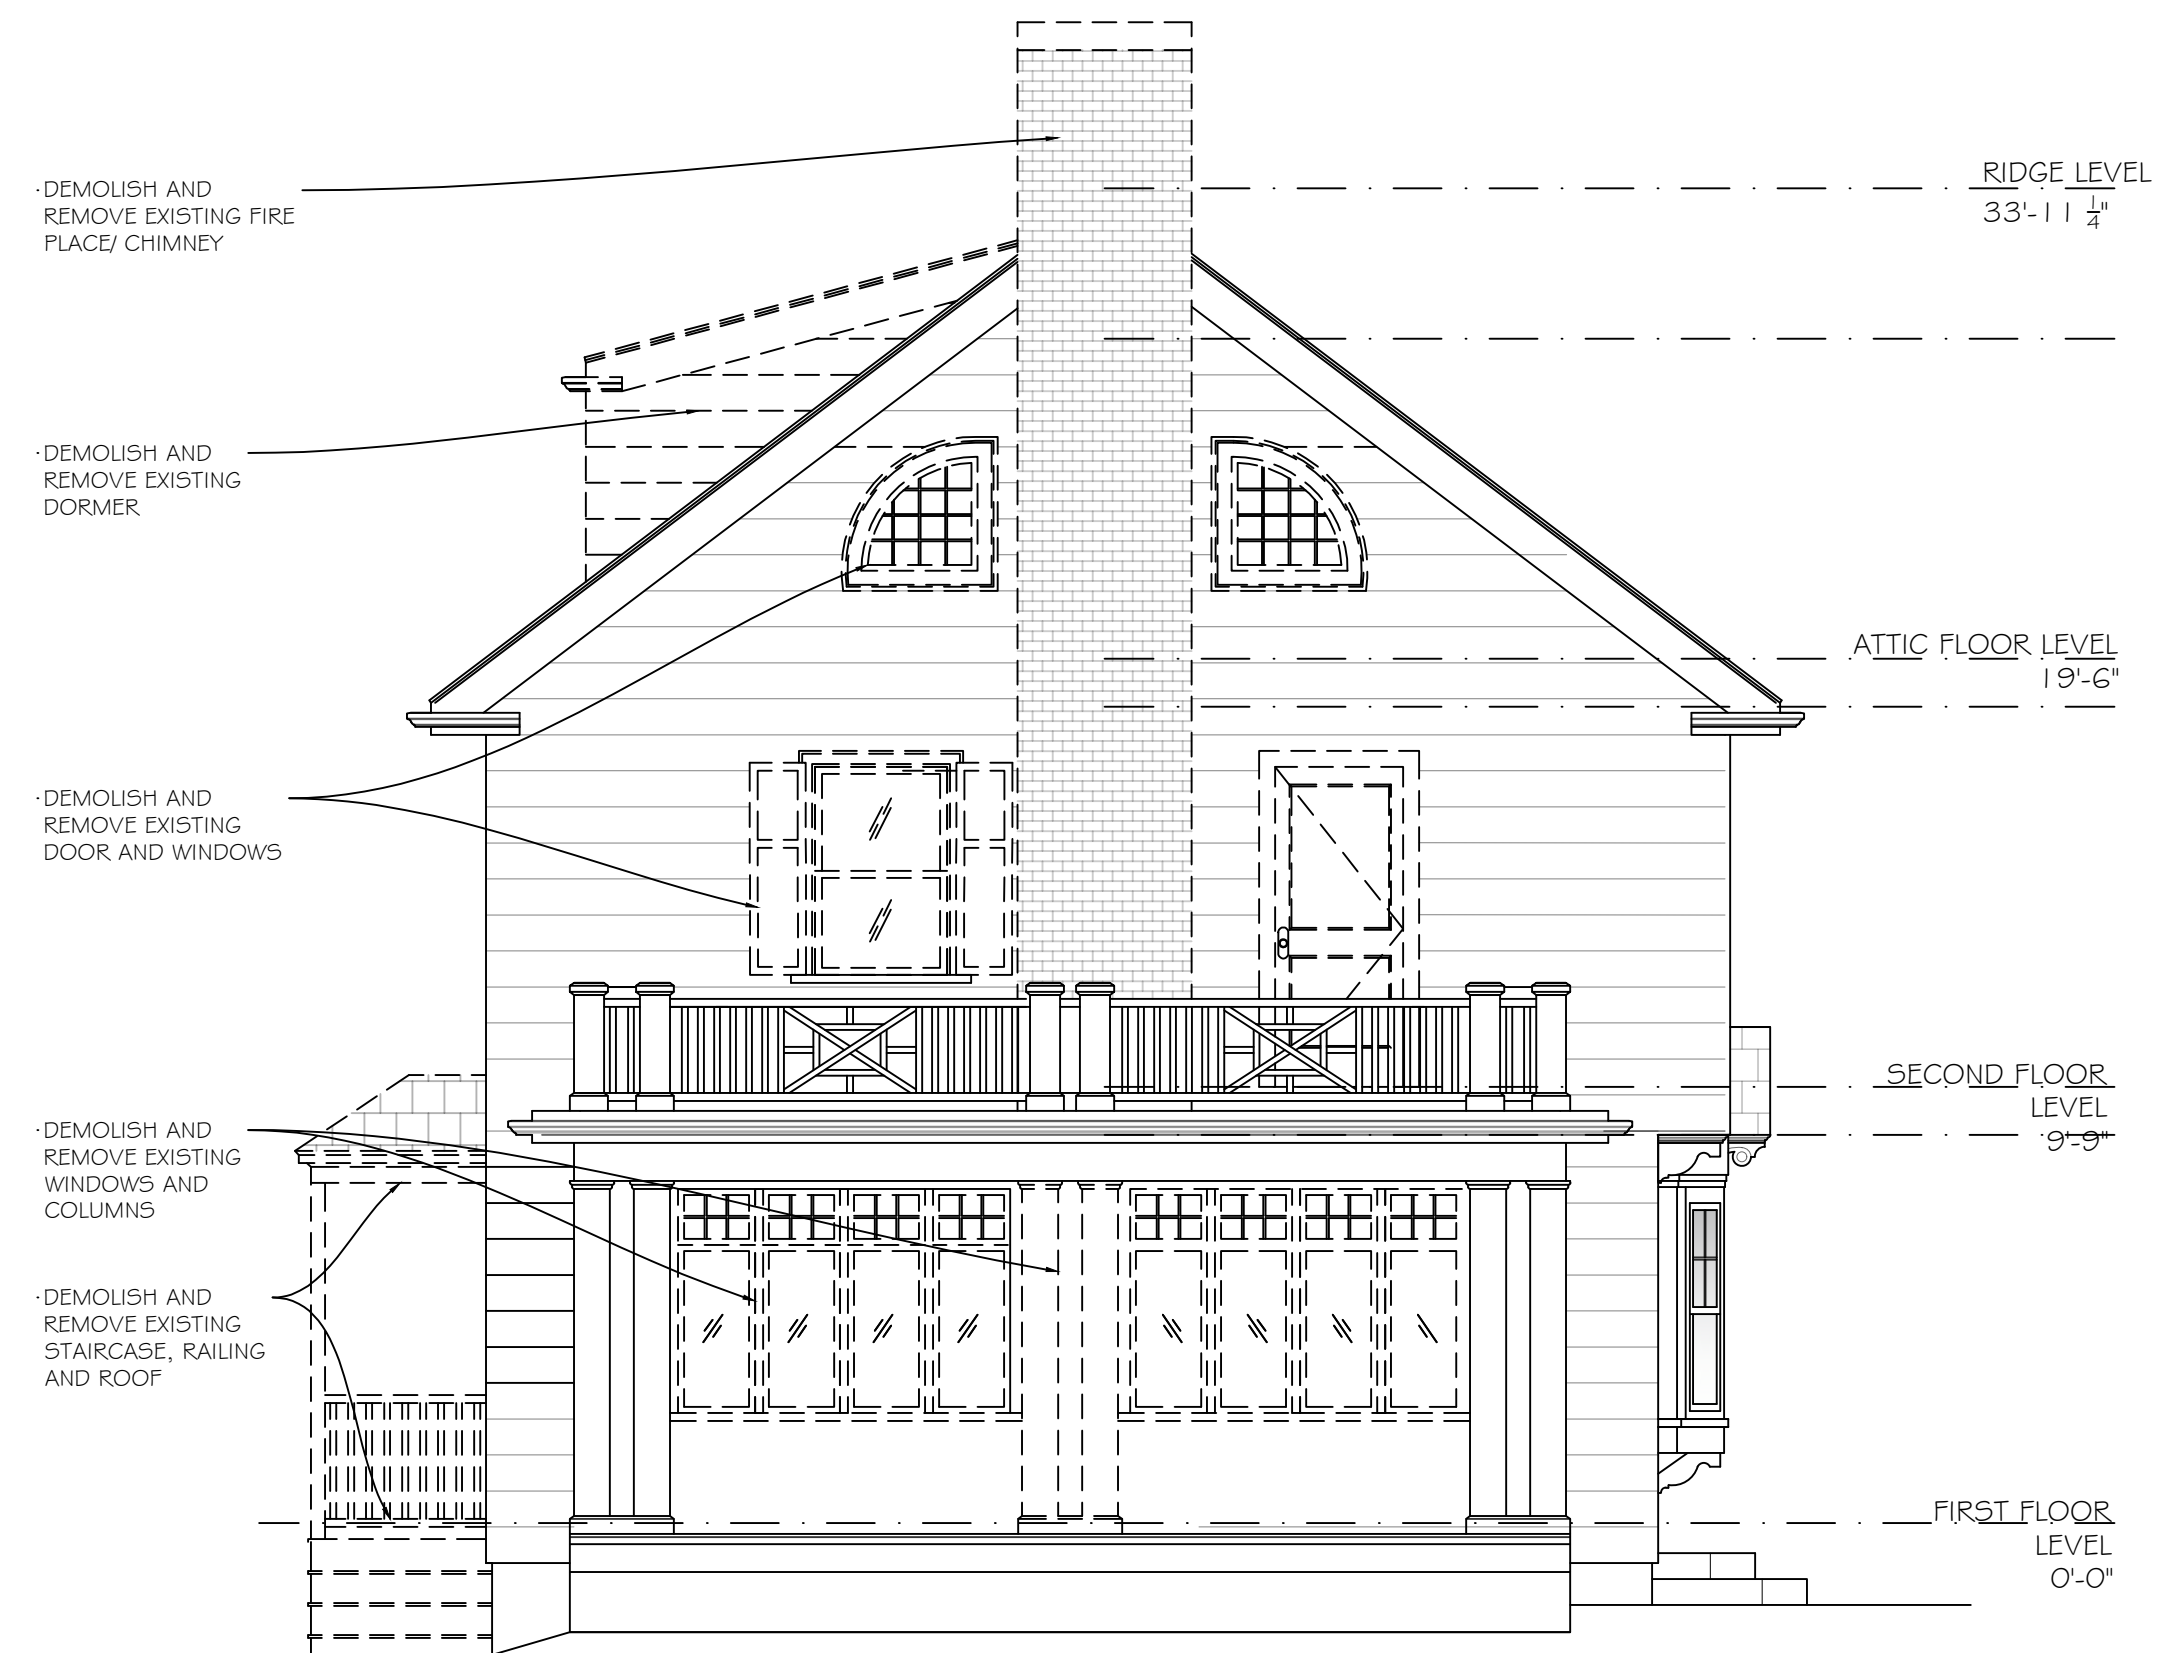 ·DEMOLISH AND
REMOVE EXISTING FIRE
PLACE/ CHIMNEY
RIDGE LEVEL
33'-11 1/4"
·DEMOLISH AND
REMOVE EXISTING
DORMER
ATTIC FLOOR LEVEL
19'-6"
·DEMOLISH AND
REMOVE EXISTING
DOOR AND WINDOWS
SECOND FLOOR
LEVEL
9'-9"
·DEMOLISH AND
REMOVE EXISTING
WINDOWS AND
COLUMNS
·DEMOLISH AND
REMOVE EXISTING
STAIRCASE, RAILING
AND ROOF
FIRST FLOOR
LEVEL
0'-0"